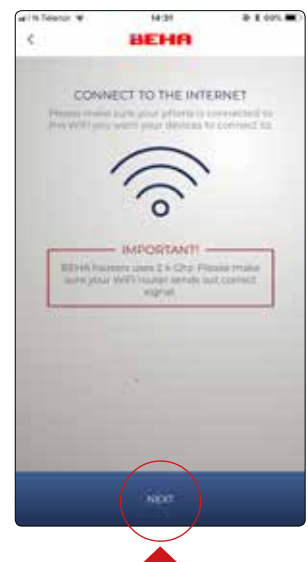 Telenor 14:31
BEHA
CONNECT TO THE INTERNET
Please make sure your phone is connected to
the WiFi you want your devices to connect to.
IMPORTANT!
BEHA heaters uses 2.4 Ghz. Please make
sure your WiFi router sends out correct
signal.
NEXT